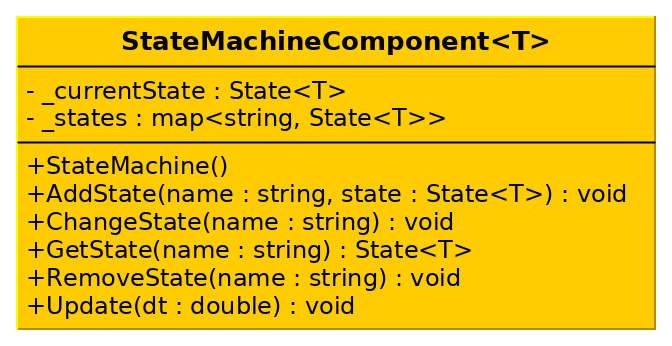 StateMachineComponent<T>
- _currentState : State<T>
- _states : map<string, State<T>>
+StateMachine()
+AddState(name : string, state : State<T>) : void
+ChangeState(name : string) : void
+GetState(name : string) : State<T>
+RemoveState(name : string) : void
+Update(dt : double) : void